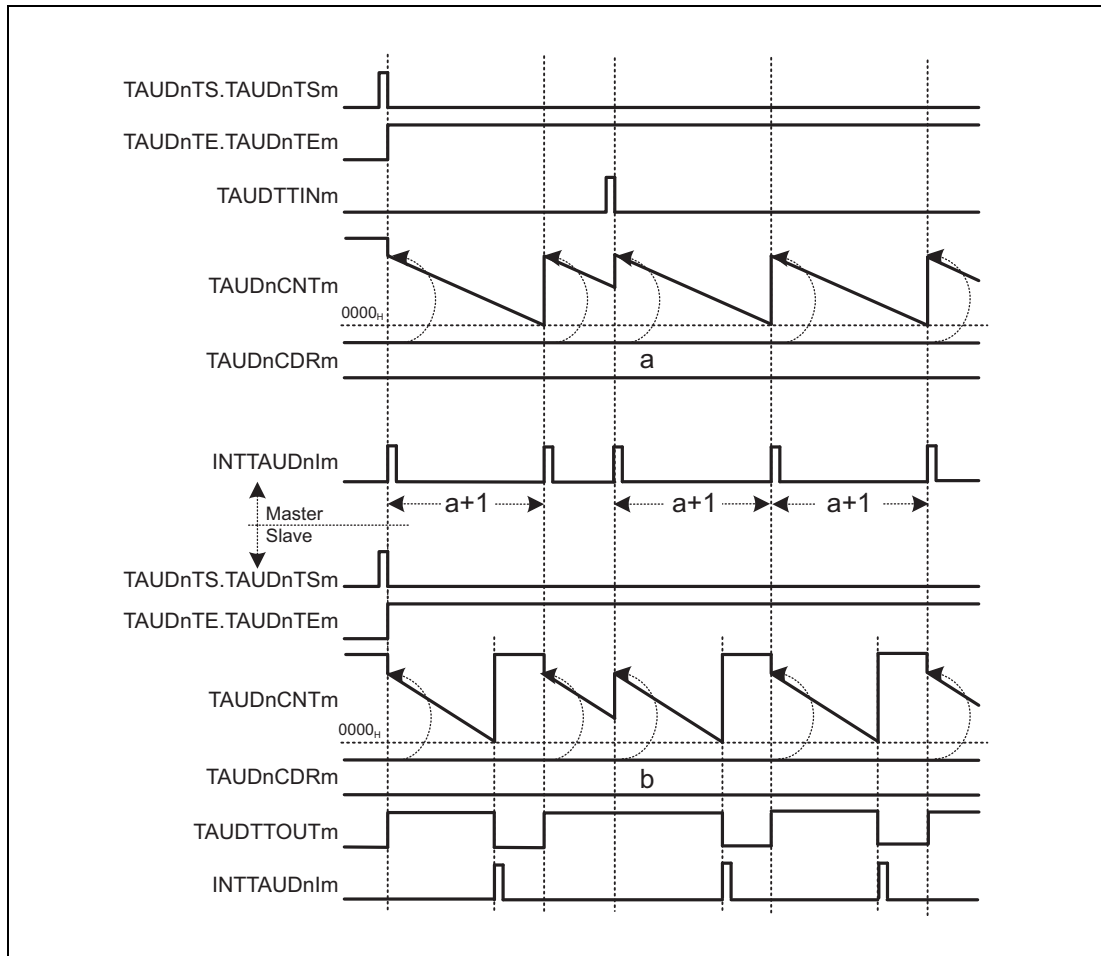 TAUDnTS.TAUDnTSm
TAUDnTE.TAUDnTEm
TAUDTTINm
TAUDnCNTm
0000H
TAUDnCDRm
a
INTTAUDnIm
a+1
a+1
a+1
Master
Slave
TAUDnTS.TAUDnTSm
TAUDnTE.TAUDnTEm
TAUDnCNTm
0000H
TAUDnCDRm
b
TAUDTTOUTm
INTTAUDnIm